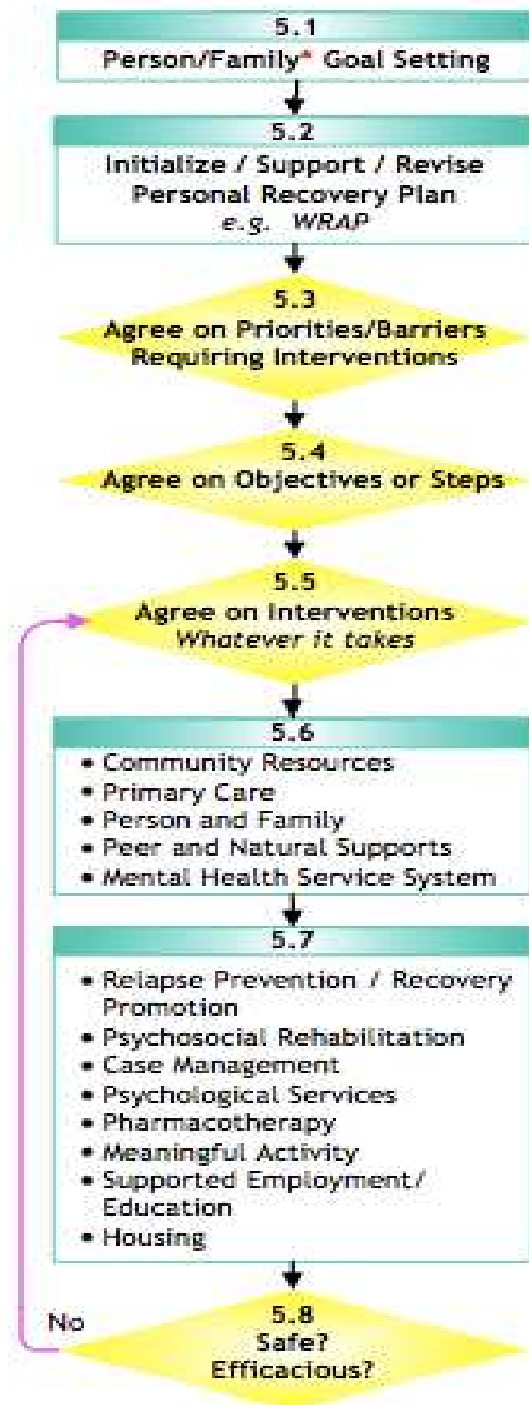 5.1
Person/Family* Goal Setting
5.2
Initialize / Support / Revise
Personal Recovery Plan
e.g. WRAP
5.3
Agree on Priorities/Barriers
Requiring Interventions
5.4
Agree on Objectives or Steps
5.5
Agree on Interventions
Whatever it takes
5.6
• Community Resources
• Primary Care
• Person and Family
• Peer and Natural Supports
• Mental Health Service System
5.7
• Relapse Prevention / Recovery
Promotion
• Psychosocial Rehabilitation
• Case Management
• Psychological Services
• Pharmacotherapy
• Meaningful Activity
• Supported Employment/
Education
• Housing
No
5.8
Safe?
Efficacious?